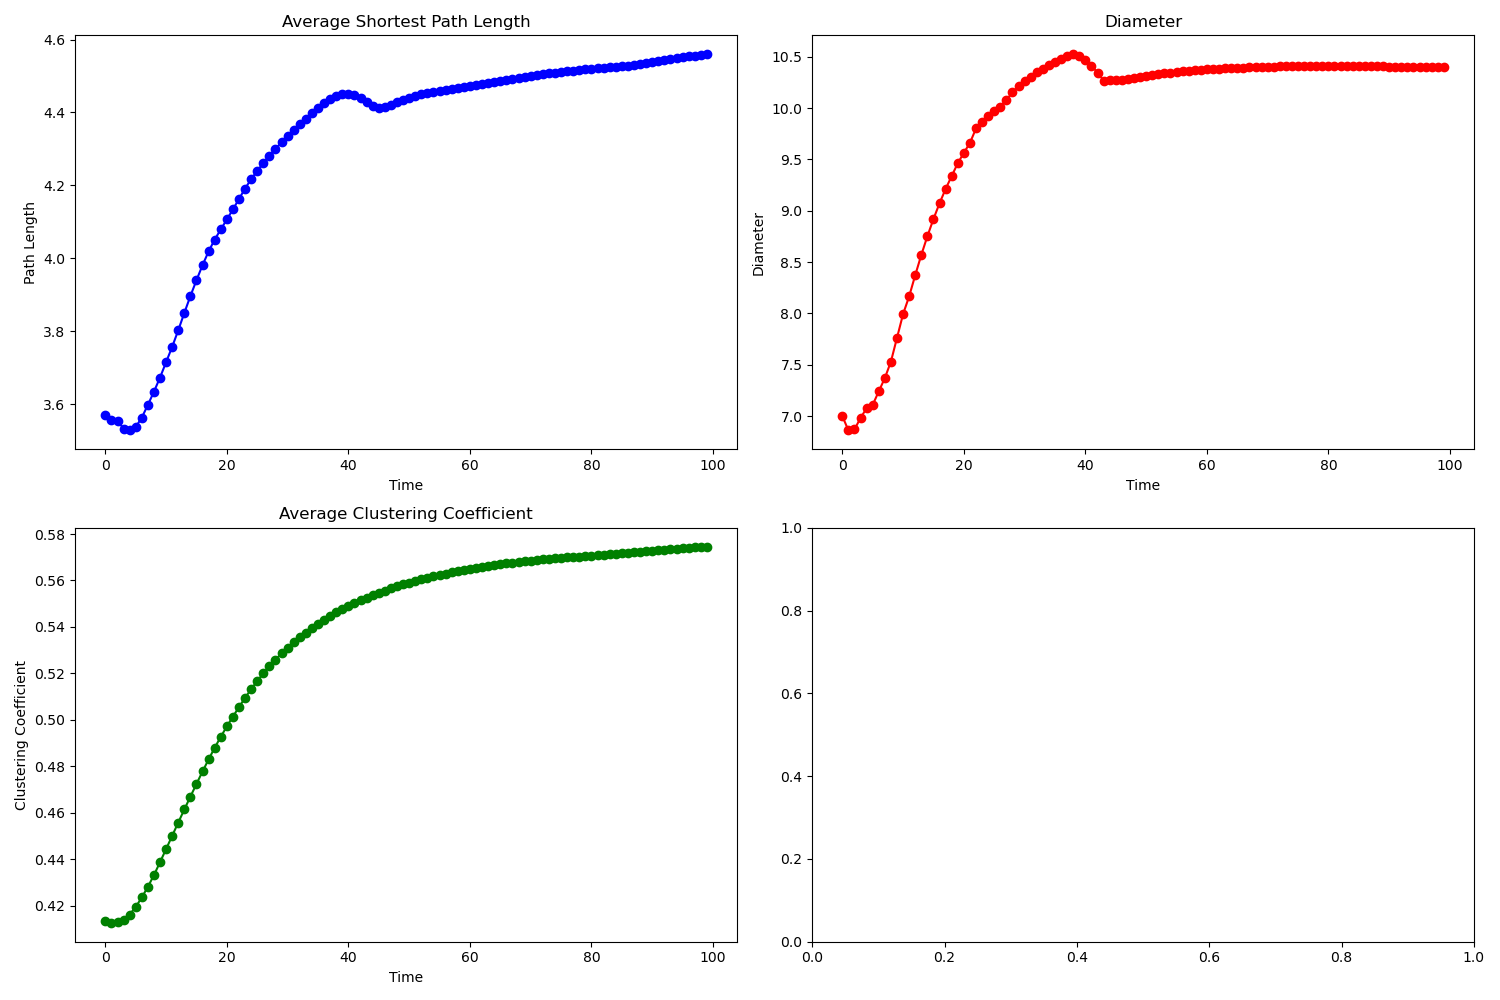 Average Shortest Path Length
4.6
4.4
4.2
4.0
3.8
3.6
Path Length
0 20 40 60 80 100
Time
Diameter
10.5
10.0
9.5
9.0
8.5
8.0
7.5
7.0
Diameter
0 20 40 60 80 100
Time
Average Clustering Coefficient
0.58
0.56
0.54
0.52
0.50
0.48
0.46
0.44
0.42
Clustering Coefficient
0 20 40 60 80 100
Time
1.0
0.8
0.6
0.4
0.2
0.0
0.0 0.2 0.4 0.6 0.8 1.0